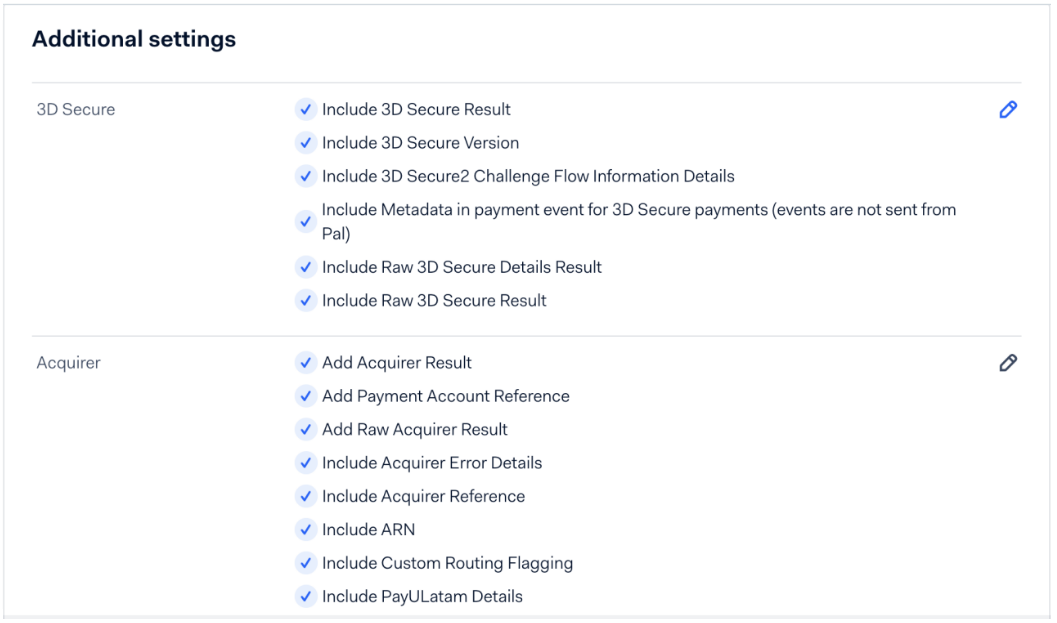 Additional settings
3D Secure
Include 3D Secure Result
Include 3D Secure Version
Include 3D Secure2 Challenge Flow Information Details
Include Metadata in payment event for 3D Secure payments (events are not sent from
Pal)
Include Raw 3D Secure Details Result
Include Raw 3D Secure Result
Acquirer
Add Acquirer Result
Add Payment Account Reference
Add Raw Acquirer Result
Include Acquirer Error Details
Include Acquirer Reference
Include ARN
Include Custom Routing Flagging
Include PayULatam Details